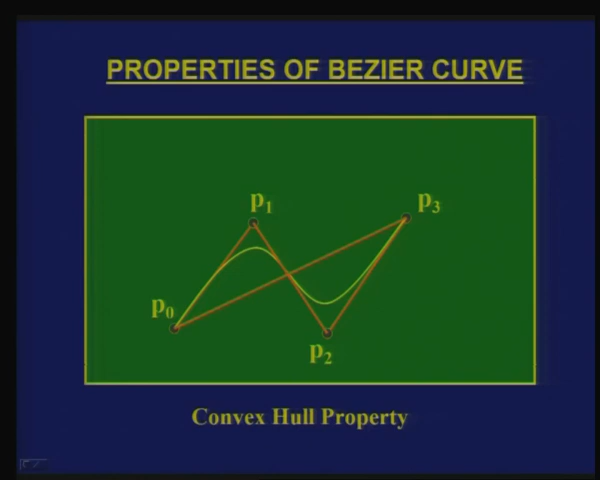 PROPERTIES OF BEZIER CURVE
p₁
p₃
p₀
p₂
Convex Hull Property